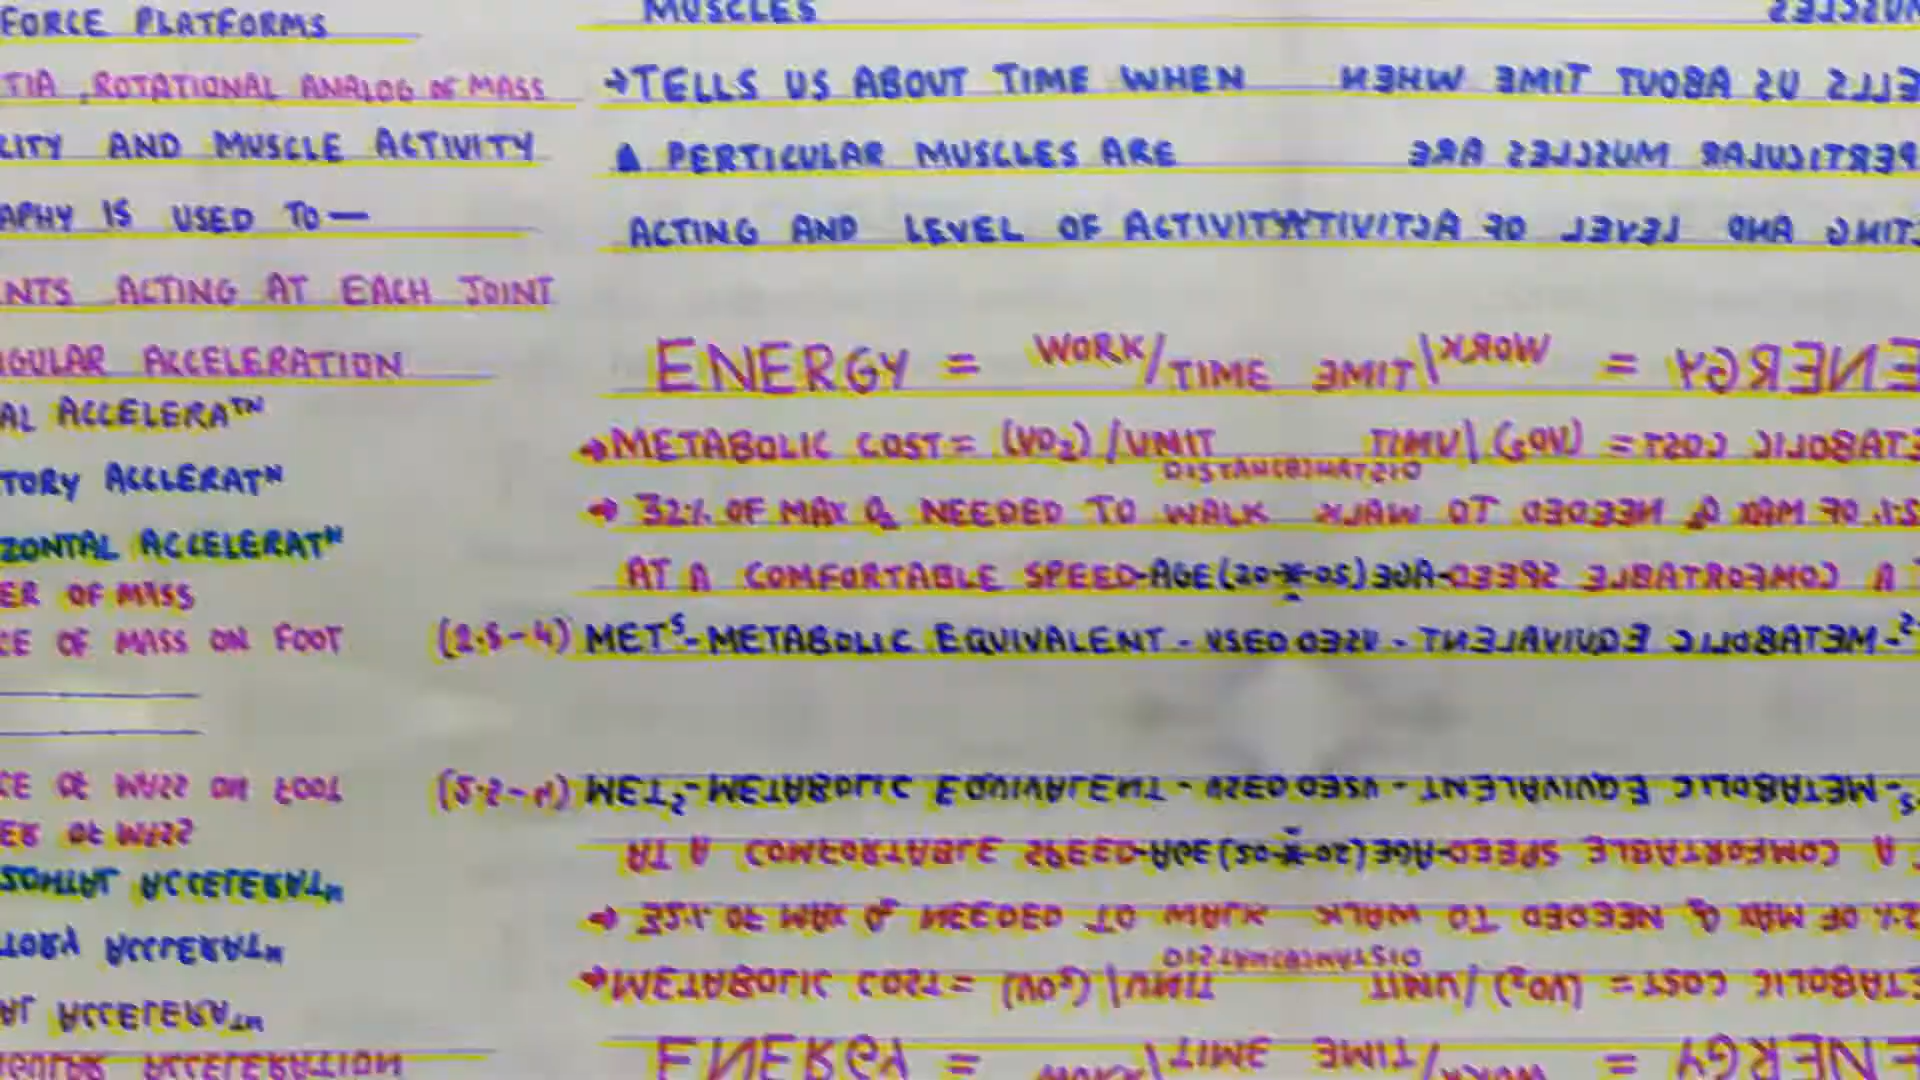 FORCE PLATFORMS
TIA, ROTATIONAL ANALOG OF MASS
CITY AND MUSCLE ACTIVITY
APHY IS USED TO —
NTS ACTING AT EACH JOINT
GULAR ACCELERATION
AL ACCELERAᵀᴺ
TORY ACCLERATᴺ
ZONTAL ACCELERATᴺ
ER OF MASS
CE OF MASS ON FOOT
MUSCLES
→TELLS US ABOUT TIME WHEN
A PERTICULAR MUSCLES ARE
ACTING AND LEVEL OF ACTIVITY
ENERGY = WORK/TIME
→METABOLIC COST = (VO₂)/UNIT
DISTANCE
→ 32% OF MAX O₂ NEEDED TO WALK
AT A COMFORTABLE SPEED-AGE(20-
(2.5-4) METˢ-METABOLIC EQUIVALENT - USED